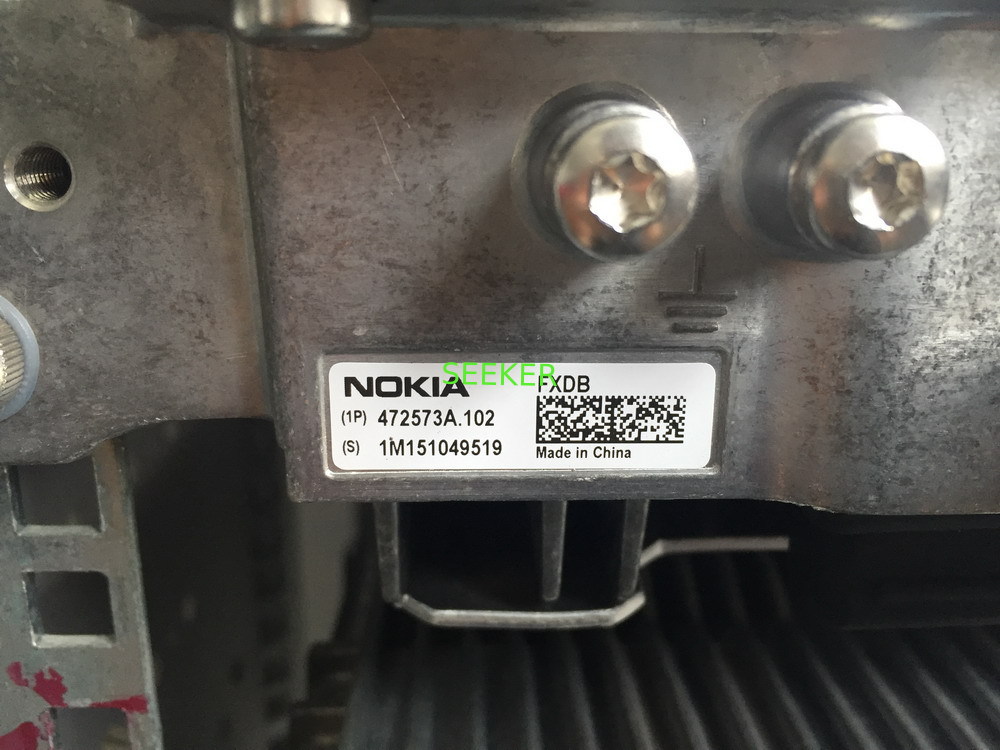 SEEKER
NOKIA FXDB
(1P) 472573A.102
(S) 1M151049519
Made in China